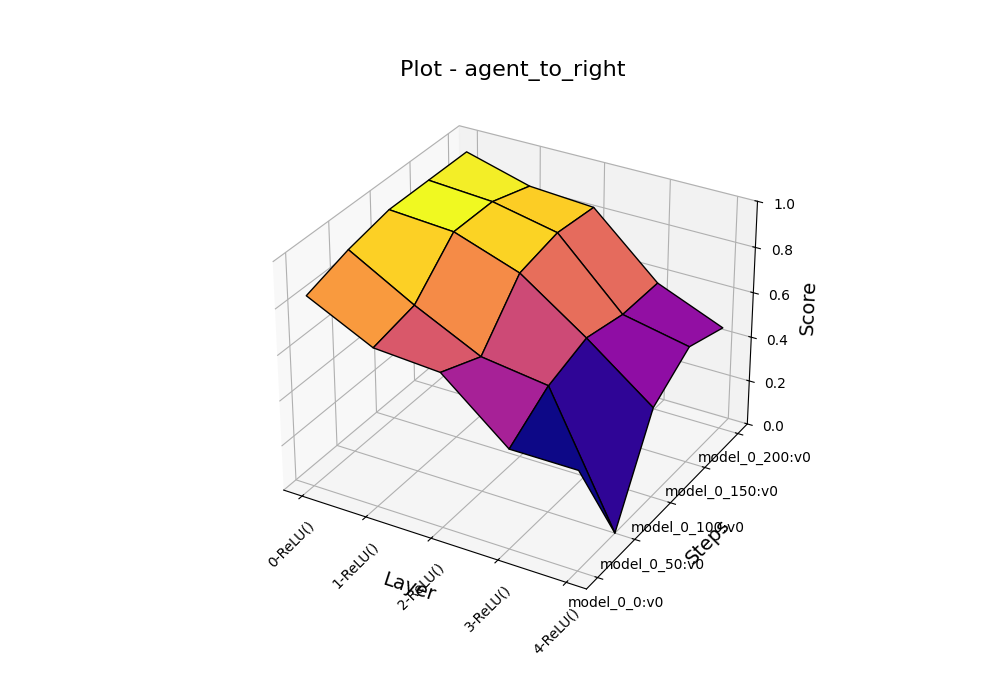 Plot - agent_to_right
1.0
0.8
0.6
0.4
0.2
0.0
Score
model_0_200:v0
model_0_150:v0
model_0_100:v0
model_0_50:v0
model_0_0:v0
Steps
0-ReLU()
1-ReLU()
2-ReLU()
3-ReLU()
4-ReLU()
Layer